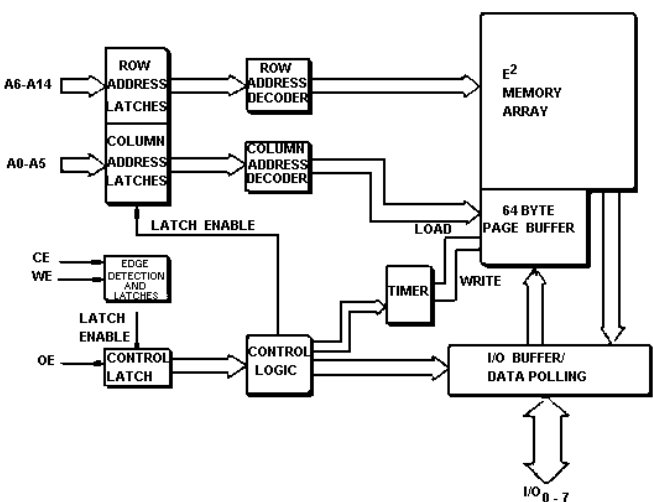 A6-A14
ROW
ADDRESS
LATCHES
ROW
ADDRESS
DECODER
E2
MEMORY
ARRAY
A0-A5
COLUMN
ADDRESS
LATCHES
COLUMN
ADDRESS
DECODER
64 BYTE
PAGE BUFFER
LATCH ENABLE
LOAD
CE
WE
EDGE
DETECTION
AND
LATCHES
TIMER
WRITE
LATCH
ENABLE
OE
CONTROL
LATCH
CONTROL
LOGIC
I/O BUFFER/
DATA POLLING
I/O0 - 7